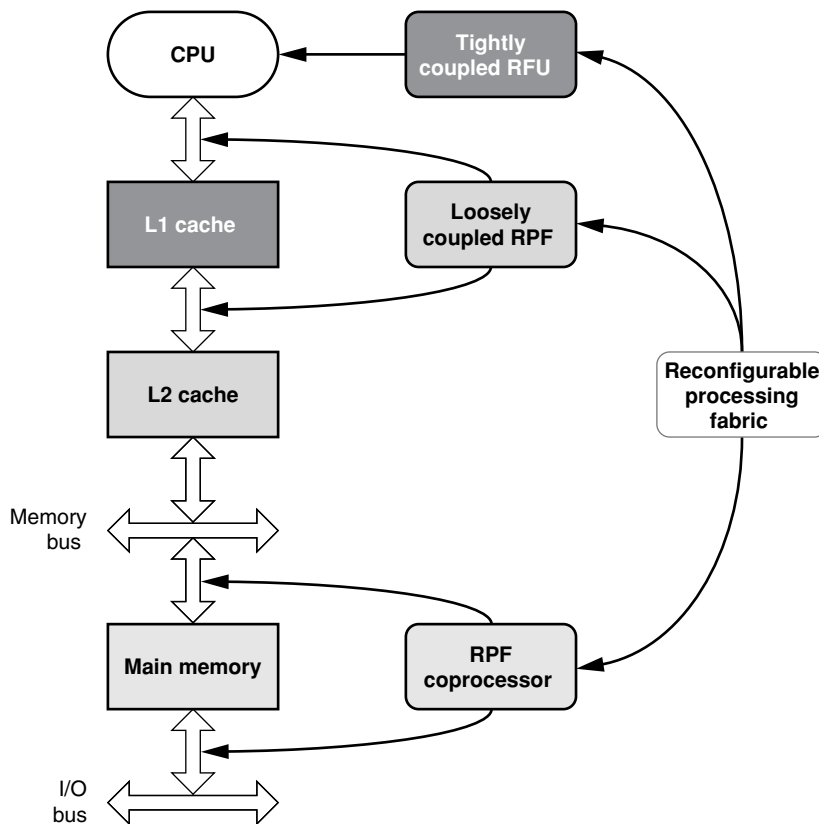 CPU
Tightly
coupled RFU
L1 cache
Loosely
coupled RPF
L2 cache
Reconfigurable
processing
fabric
Memory
bus
Main memory
RPF
coprocessor
I/O
bus